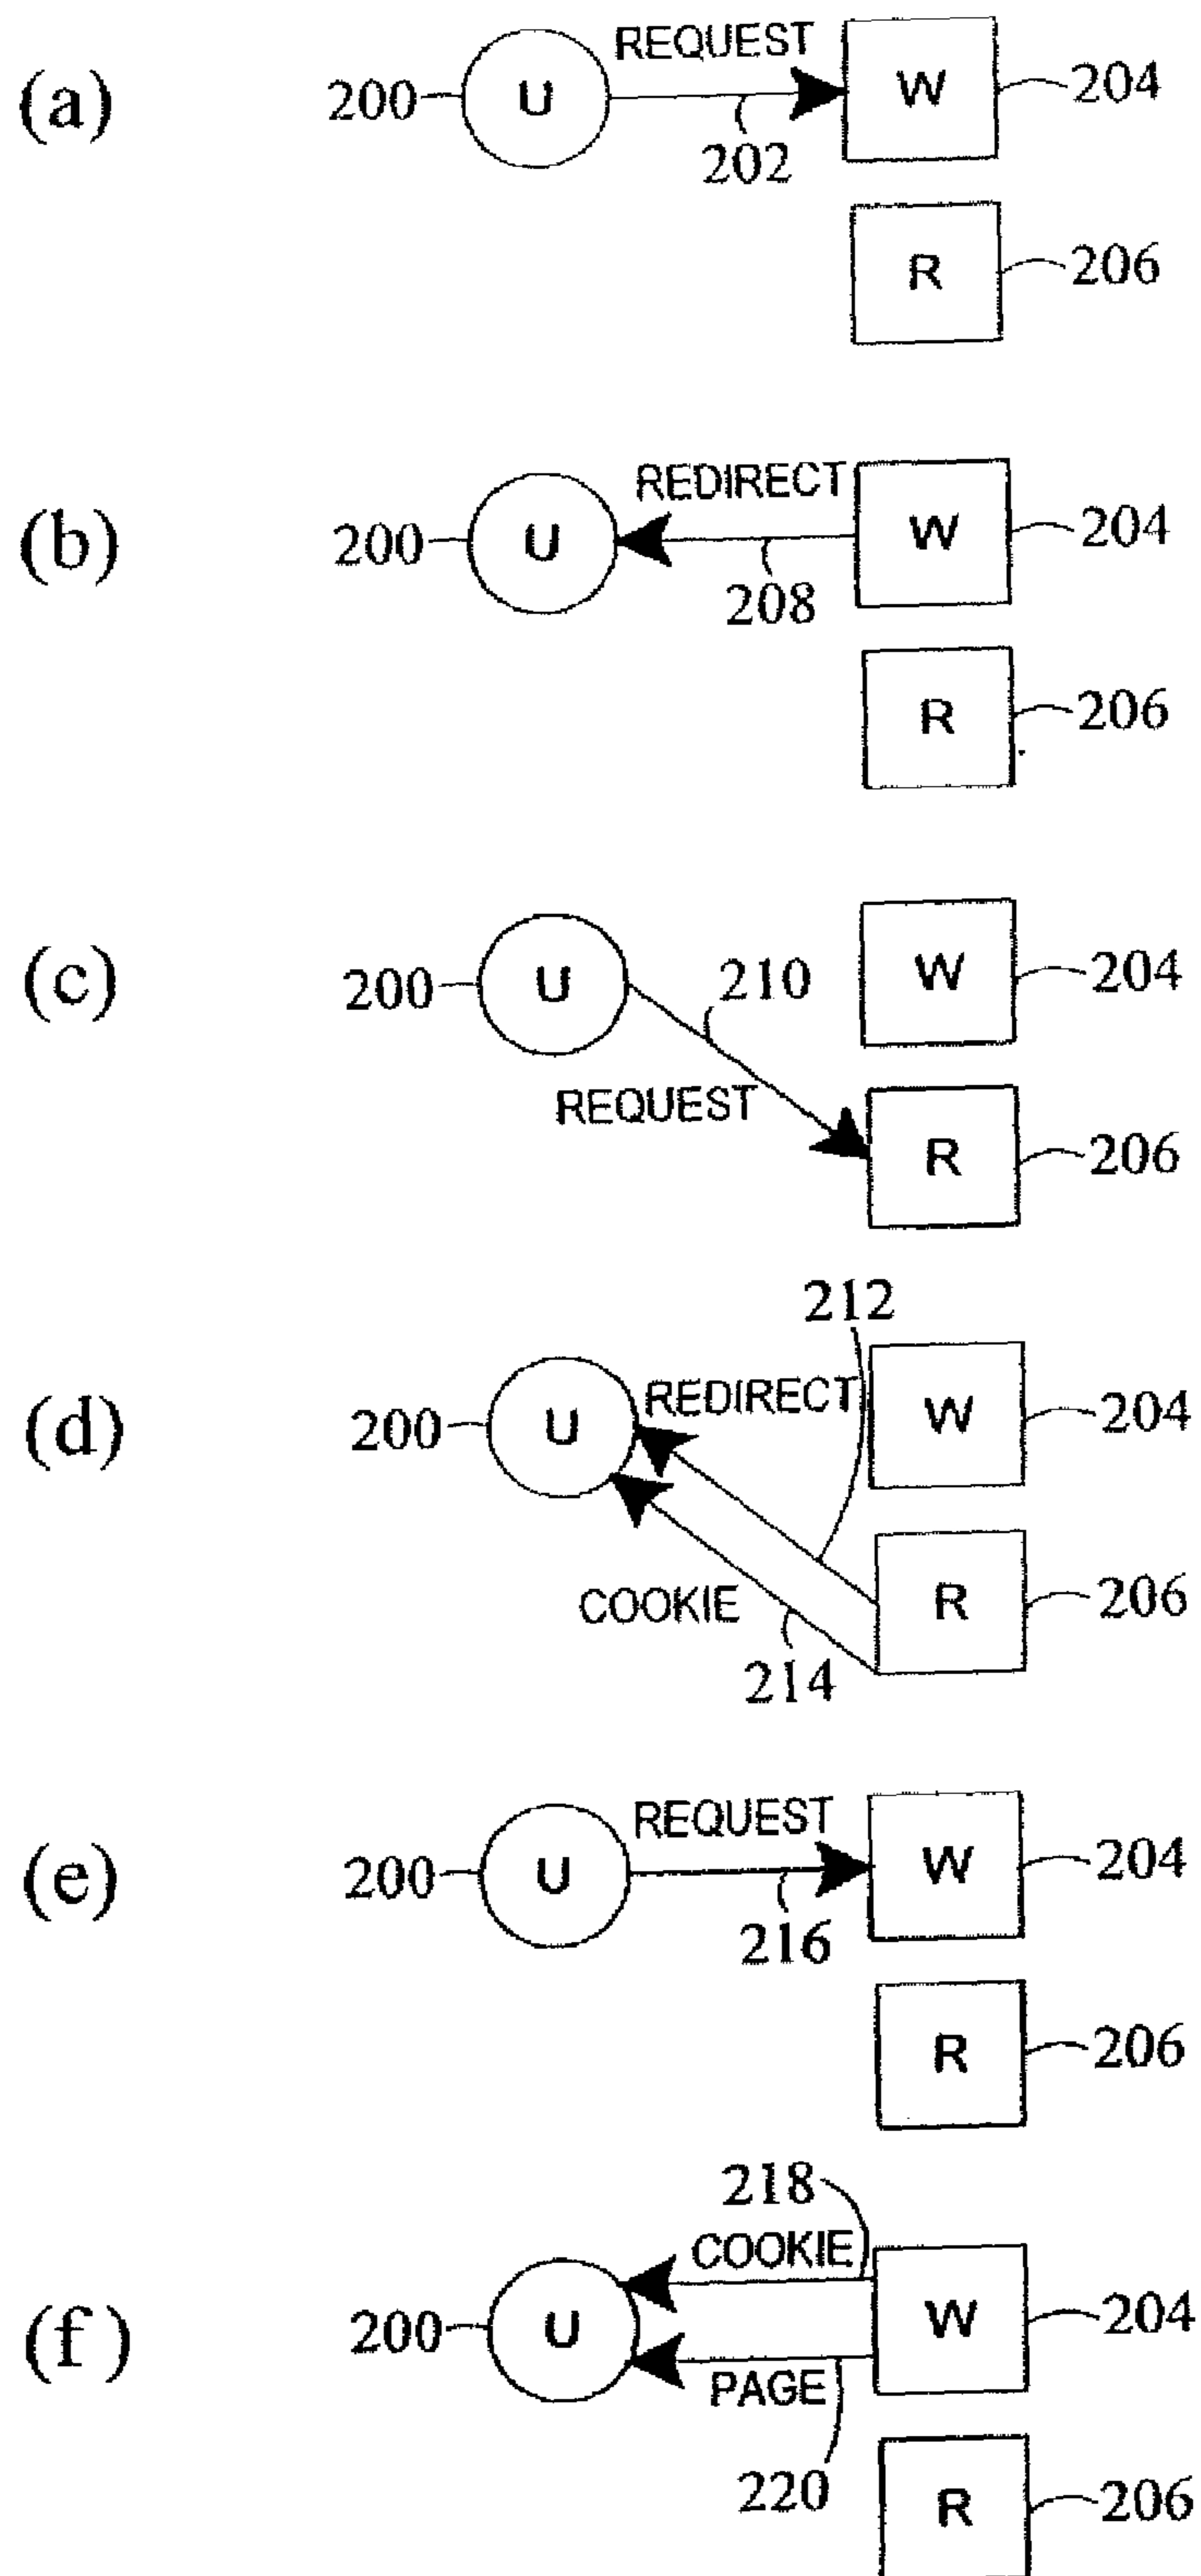 (a)
REQUEST
200
U
W
204
202
R
206
(b)
REDIRECT
200
U
W
204
208
R
206
(c)
200
U
210
W
204
REQUEST
R
206
212
(d)
200
U
REDIRECT
W
204
COOKIE
R
206
214
(e)
REQUEST
200
U
W
204
216
R
206
218
COOKIE
(f)
200
U
W
204
PAGE
220
R
206